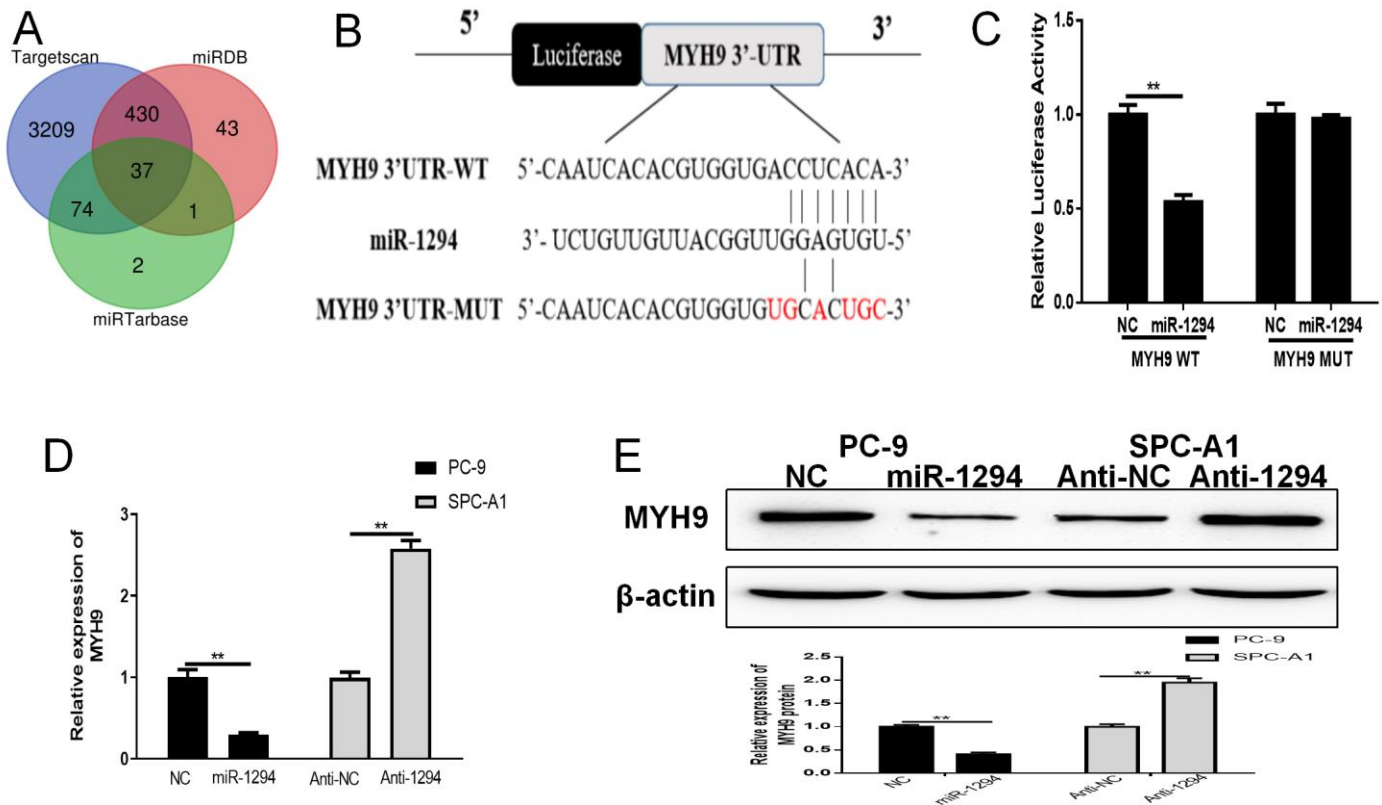 A
Targetscan
miRDB
3209
430
43
37
74
1
2
miRTarbase
B
5’ 3’
Luciferase MYH9 3’-UTR
MYH9 3’UTR-WT 5’-CAAUCACACGUGGUGACCUCACA-3’
miR-1294 3’- UCUGUUGUUACGGUUGGAGUGU-5’
MYH9 3’UTR-MUT 5’-CAAUCACACGUGGUGUGCACUGC-3’
C
Relative Luciferase Activity
1.5
1.0
0.5
0.0
**
NC miR-1294 NC miR-1294
MYH9 WT MYH9 MUT
D
PC-9
SPC-A1
Relative expression of
MYH9
3
2
1
0
**
**
NC miR-1294 Anti-NC Anti-1294
E
PC-9 SPC-A1
NC miR-1294 Anti-NC Anti-1294
MYH9
β-actin
PC-9
SPC-A1
Relative expression of
MYH9 protein
2.5
2.0
1.5
1.0
0.5
0.0
**
**
NC miR-1294 Anti-NC Anti-1294